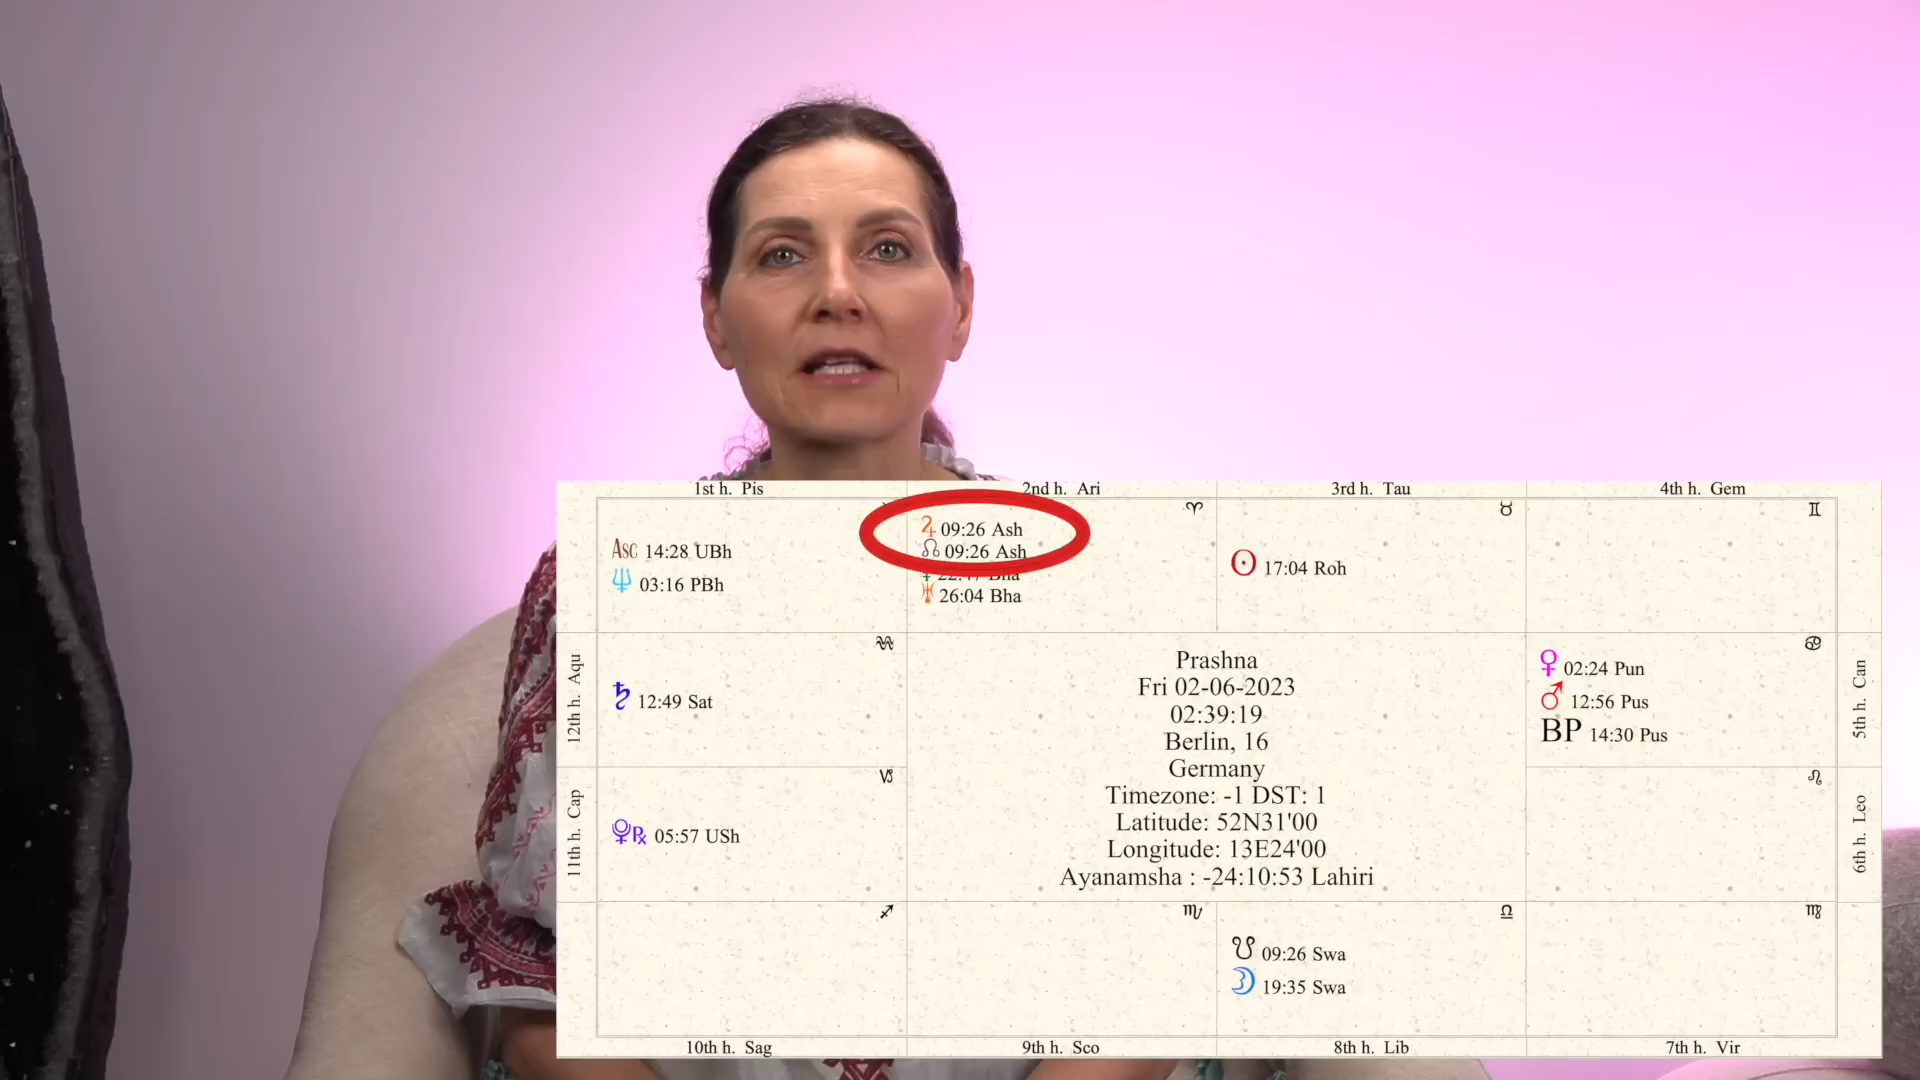 1st h. Pis
2nd h. Ari
3rd h. Tau
4th h. Gem
Asc 14:28 UBh
03:16 PBh
09:26 Ash
09:26 Ash
26:04 Bha
17:04 Roh
12th h. Aqu
12:49 Sat
11th h. Cap
05:57 USh
Prashna
Fri 02-06-2023
02:39:19
Berlin, 16
Germany
Timezone: -1 DST: 1
Latitude: 52N31'00
Longitude: 13E24'00
Ayanamsha : -24:10:53 Lahiri
02:24 Pun
12:56 Pus
BP 14:30 Pus
5th h. Can
6th h. Leo
09:26 Swa
19:35 Swa
10th h. Sag
9th h. Sco
8th h. Lib
7th h. Vir